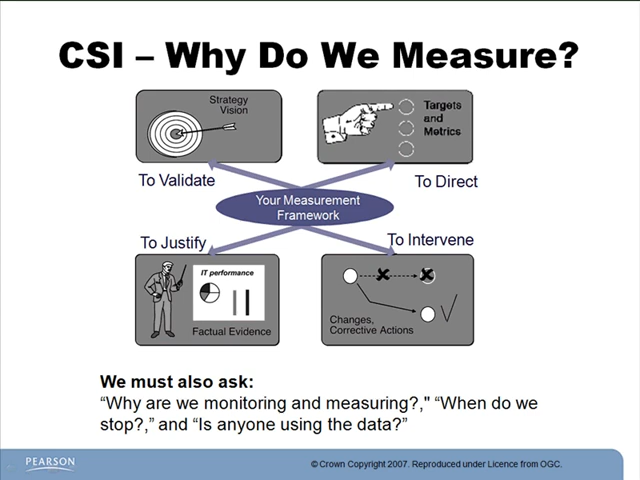 CSI – Why Do We Measure?
Strategy
Vision
Targets
and
Metrics
To Validate
To Direct
Your Measurement
Framework
To Justify
To Intervene
IT performance
Factual Evidence
Changes,
Corrective Actions
We must also ask:
“Why are we monitoring and measuring?," “When do we
stop?,” and “Is anyone using the data?”
PEARSON
© Crown Copyright 2007. Reproduced under Licence from OGC.